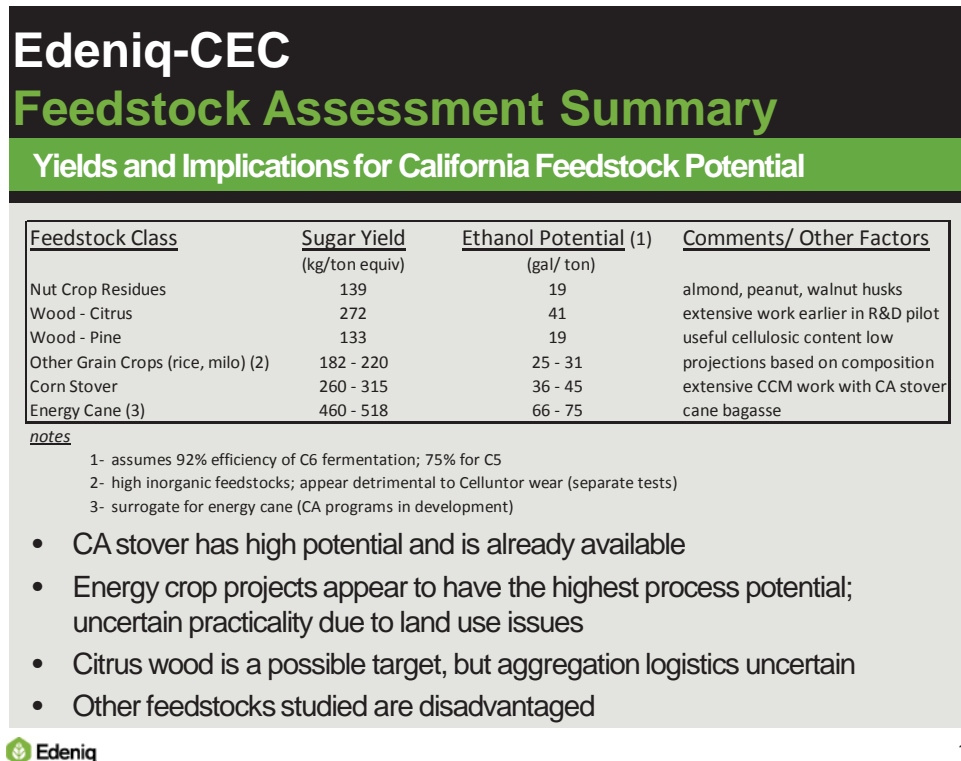 Edeniq-CEC
Feedstock Assessment Summary
Yields and Implications for California Feedstock Potential
Feedstock Class Sugar Yield Ethanol Potential (1) Comments/ Other Factors
(kg/ton equiv) (gal/ ton)
Nut Crop Residues 139 19 almond, peanut, walnut husks
Wood - Citrus 272 41 extensive work earlier in R&D pilot
Wood - Pine 133 19 useful cellulosic content low
Other Grain Crops (rice, milo) (2) 182 - 220 25 - 31 projections based on composition
Corn Stover 260 - 315 36 - 45 extensive CCM work with CA stover
Energy Cane (3) 460 - 518 66 - 75 cane bagasse
notes
1- assumes 92% efficiency of C6 fermentation; 75% for C5
2- high inorganic feedstocks; appear detrimental to Celluntor wear (separate tests)
3- surrogate for energy cane (CA programs in development)
• CA stover has high potential and is already available
• Energy crop projects appear to have the highest process potential;
uncertain practicality due to land use issues
• Citrus wood is a possible target, but aggregation logistics uncertain
• Other feedstocks studied are disadvantaged
Edeniq